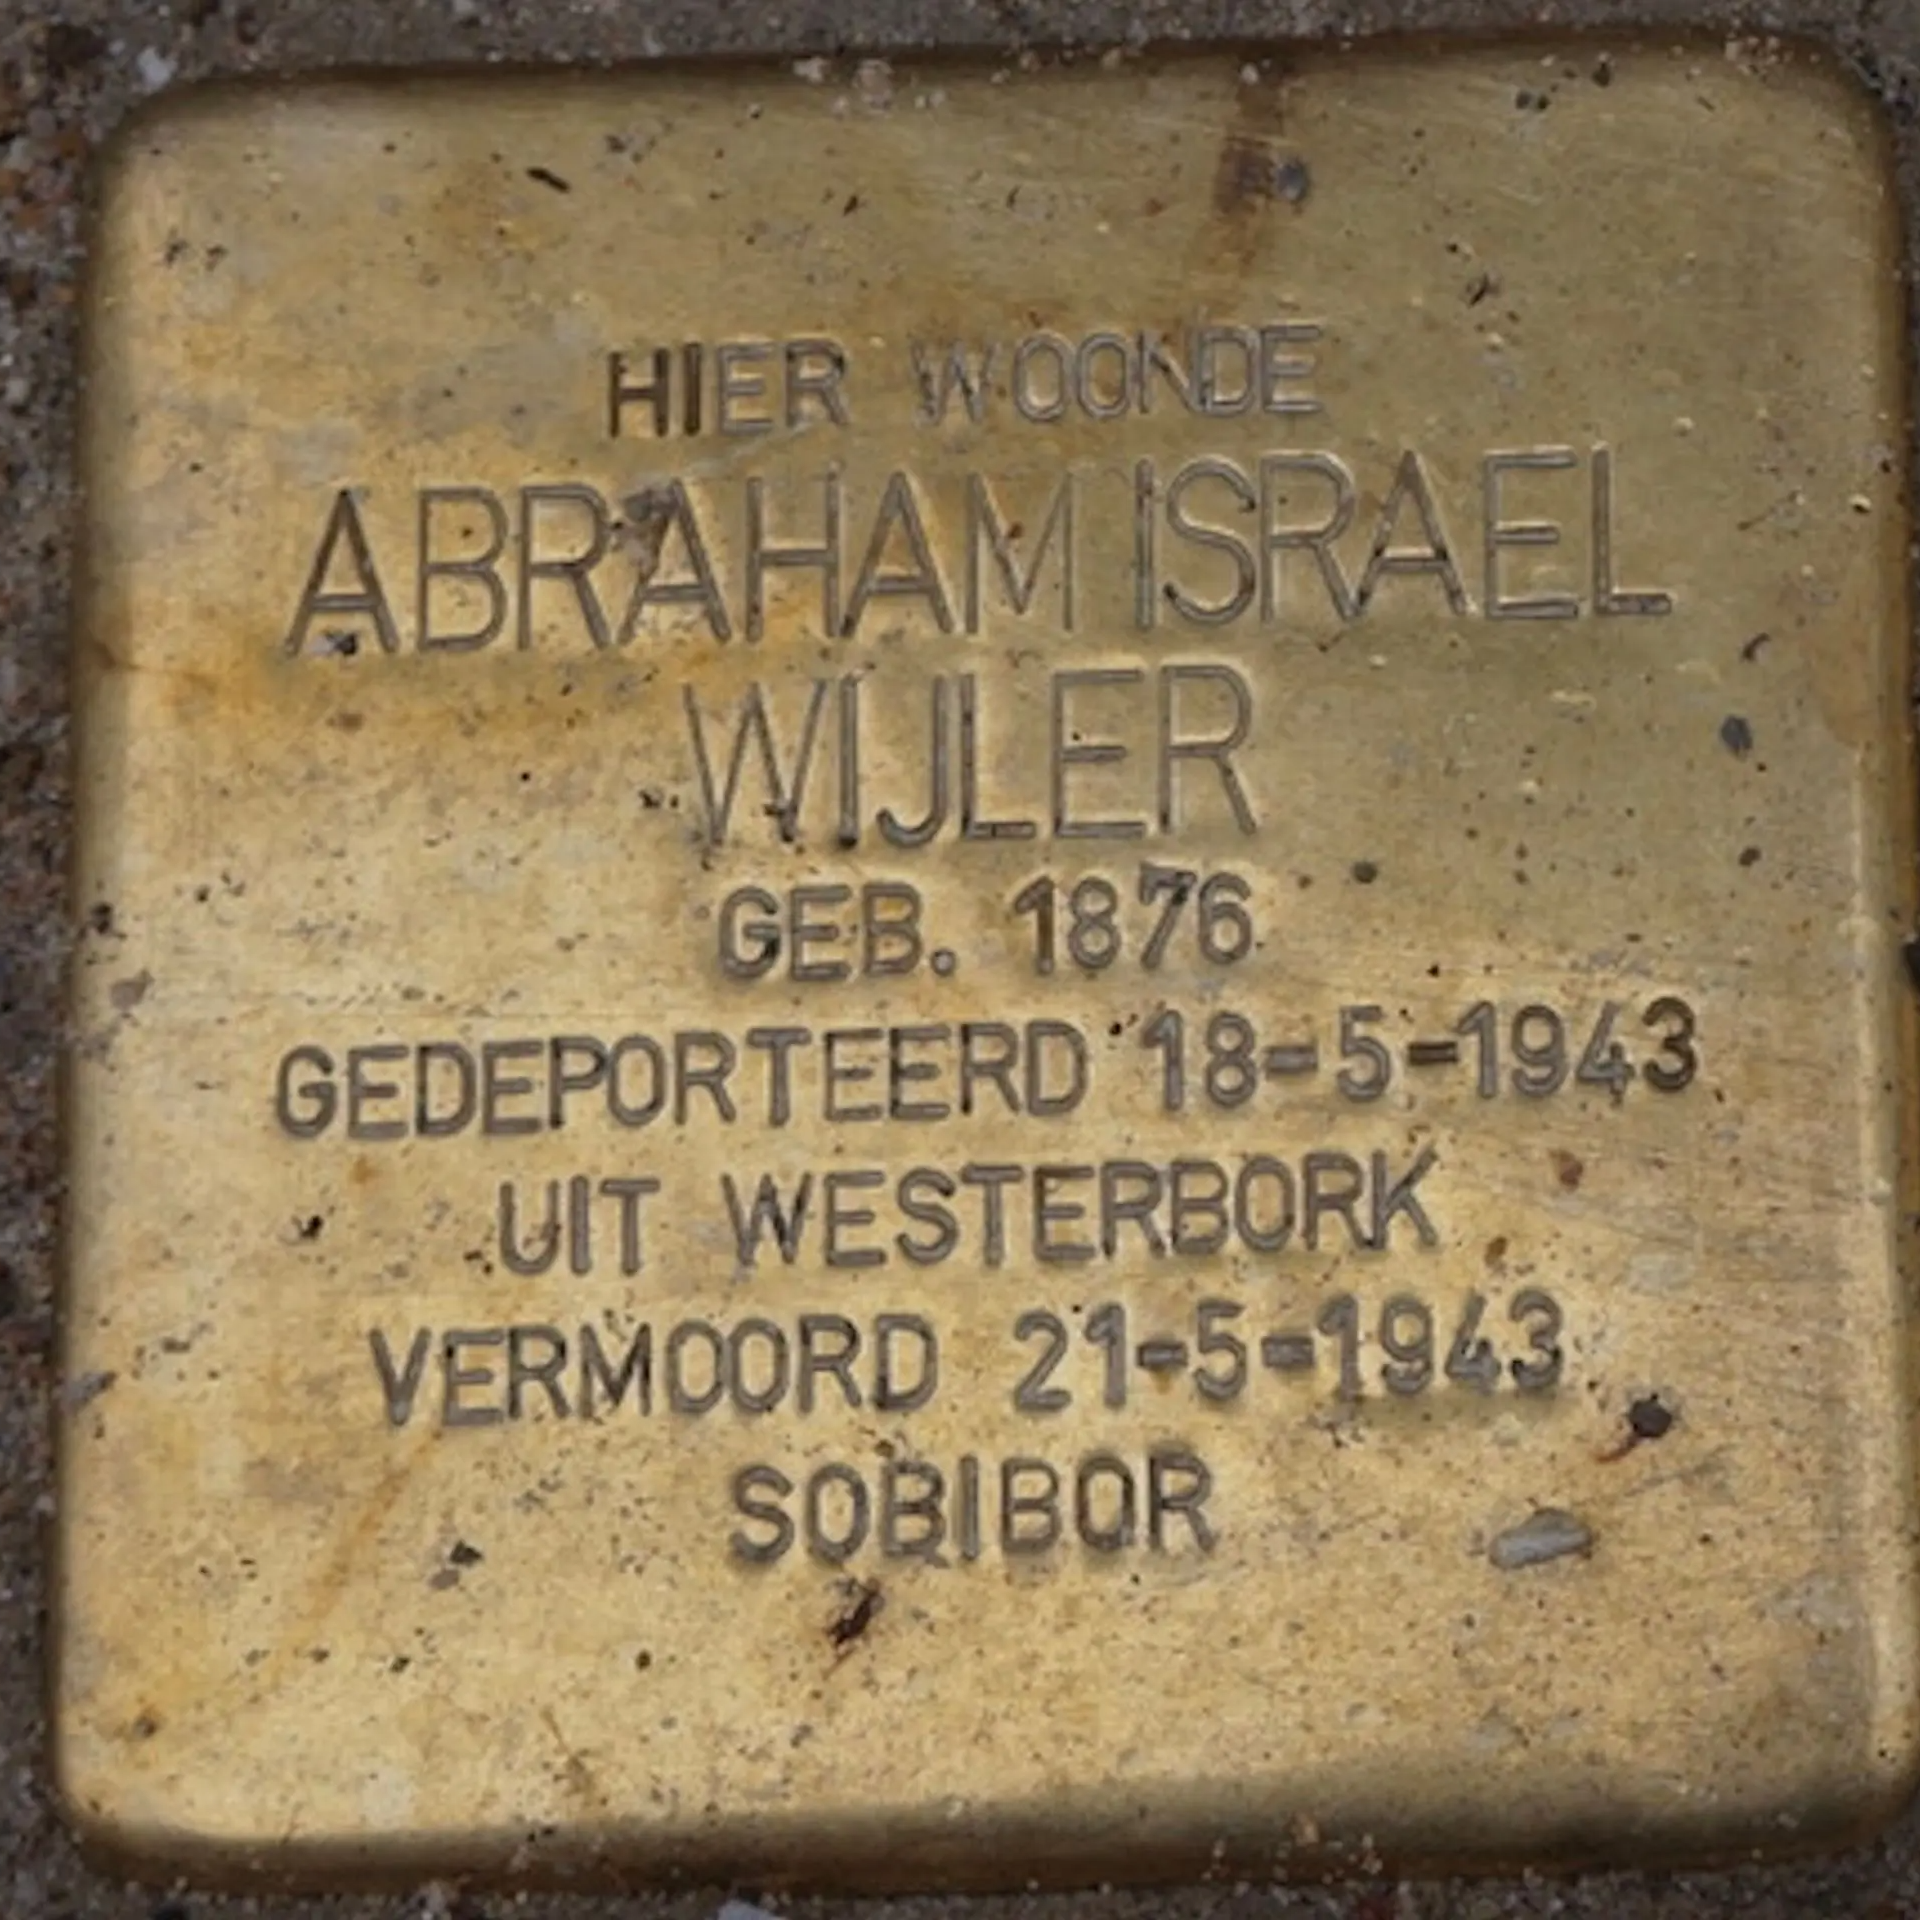 HIER WOONDE
ABRAHAM ISRAEL
WIJLER
GEB. 1876
GEDEPORTEERD 18-5-1943
UIT WESTERBORK
VERMOORD 21-5-1943
SOBIBOR